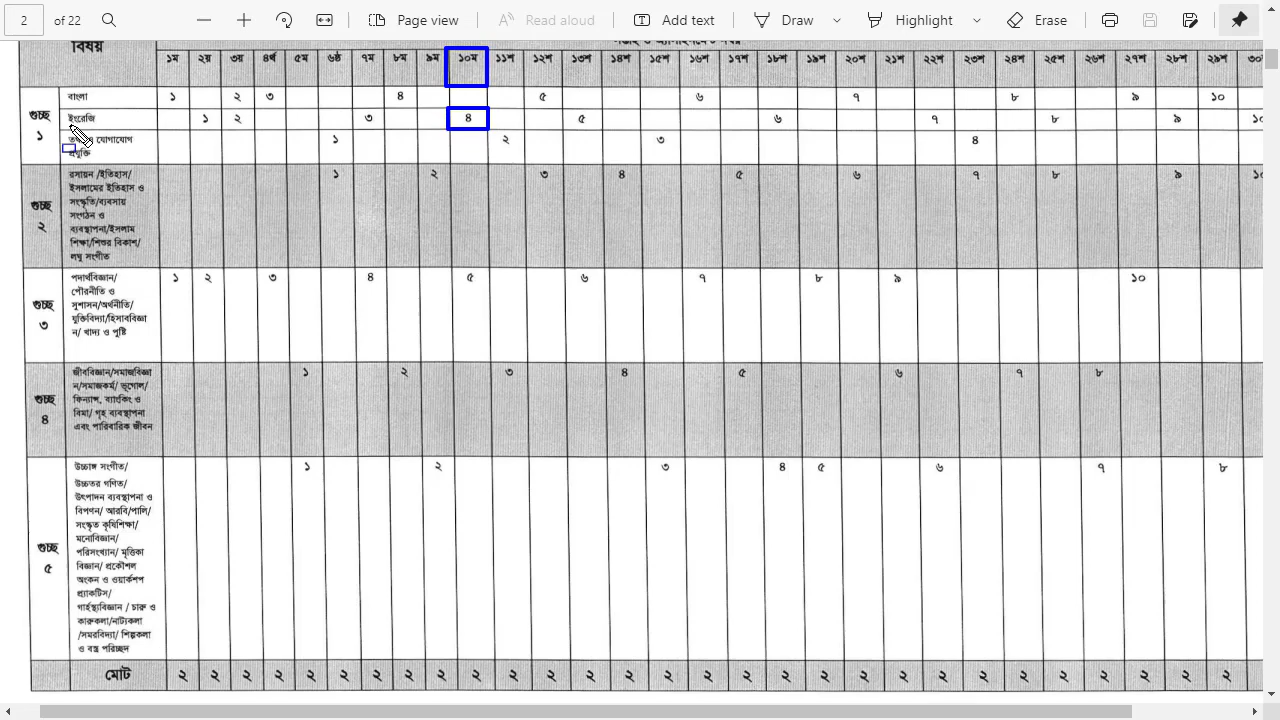 2 of 22 Page view Read aloud Add text Draw Highlight Erase
বিষয়
১ম ২য় ৩য় ৪র্থ ৫ম ৬ষ্ঠ ৭ম ৮ম ৯ম ১০ম ১১শ ১২শ ১৩শ ১৪শ ১৫শ ১৬শ ১৭শ ১৮শ ১৯শ ২০শ ২১শ ২২শ ২৩শ ২৪শ ২৫শ ২৬শ ২৭শ ২৮শ ২৯শ
গুচ্ছ ১
বাংলা ১ ২ ৩ ৪ ৫ ৬ ৭ ৮ ৯ ১০
ইংরেজি ১ ২ ৩ ৪ ৫ ৬ ৭ ৮ ৯
যোগাযোগ ১ ২ ৩ ৪
প্রযুক্তি
গুচ্ছ ২
রসায়ন /ইতিহাস/ ১ ২ ৩ ৪ ৫ ৬ ৭ ৮ ৯
ইসলামের ইতিহাস ও
সংস্কৃতি/ব্যবসায়
সংগঠন ও
ব্যবস্থাপনা/ইসলাম
শিক্ষা/শিশুর বিকাশ/
লঘু সংগীত
গুচ্ছ ৩
পদার্থবিজ্ঞান/ ১ ২ ৩ ৪ ৫ ৬ ৭ ৮ ৯ ১০
পৌরনীতি ও
সুশাসন/অর্থনীতি/
যুক্তিবিদ্যা/হিসাববিজ্ঞা
ন/ খাদ্য ও পুষ্টি
গুচ্ছ ৪
জীববিজ্ঞান/সমাজবিজ্ঞা ১ ২ ৩ ৪ ৫ ৬ ৭ ৮
ন/সমাজকর্ম/ ভূগোল/
ফিন্যান্স, ব্যাংকিং ও
বিমা/ গৃহ ব্যবস্থাপনা
এবং পারিবারিক জীবন
গুচ্ছ ৫
উচ্চাঙ্গ সংগীত/ ১ ২ ৩ ৪ ৫ ৬ ৭ ৮
উচ্চতর গণিত/
উৎপাদন ব্যবস্থাপনা ও
বিপণন/ আরবি/পালি/
সংস্কৃত কৃষিশিক্ষা/
মনোবিজ্ঞান/
পরিসংখ্যান/ মৃত্তিকা
বিজ্ঞান/ প্রকৌশল
অংকন ও ওয়ার্কশপ
প্র্যাকটিস/
গার্হস্থ্যবিজ্ঞান / চারু ও
কারুকলা/নাট্যকলা
/সমরবিদ্যা/ শিল্পকলা
ও বস্ত্র পরিচ্ছদ
মোট ২ ২ ২ ২ ২ ২ ২ ২ ২ ২ ২ ২ ২ ২ ২ ২ ২ ২ ২ ২ ২ ২ ২ ২ ২ ২ ২ ২ ২